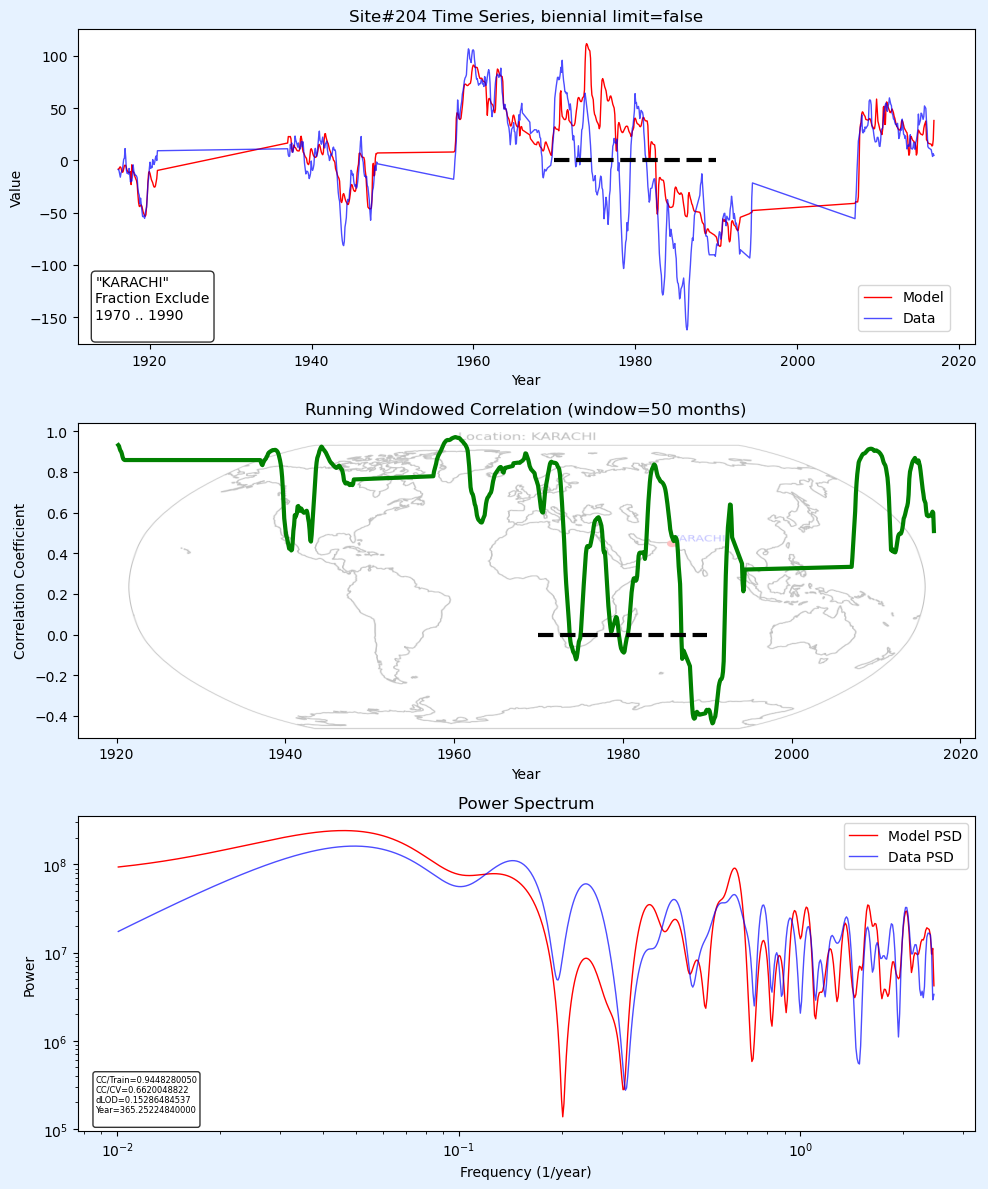 Site#204 Time Series, biennial limit=false
Value
100
50
0
−50
−100
−150
"KARACHI"
Fraction Exclude
1970 .. 1990
Model
Data
1920
1940
1960
1980
2000
2020
Year
Running Windowed Correlation (window=50 months)
Correlation Coefficient
1.0
0.8
0.6
0.4
0.2
0.0
−0.2
−0.4
Location: KARACHI
KARACHI
1920
1940
1960
1980
2000
2020
Year
Power Spectrum
Power
10^8
10^7
10^6
10^5
Model PSD
Data PSD
CC/Train=0.9448280050
CC/CV=0.6620048822
dLOD=0.15286484537
Year=365.25224840000
10^−2
10^−1
10^0
Frequency (1/year)